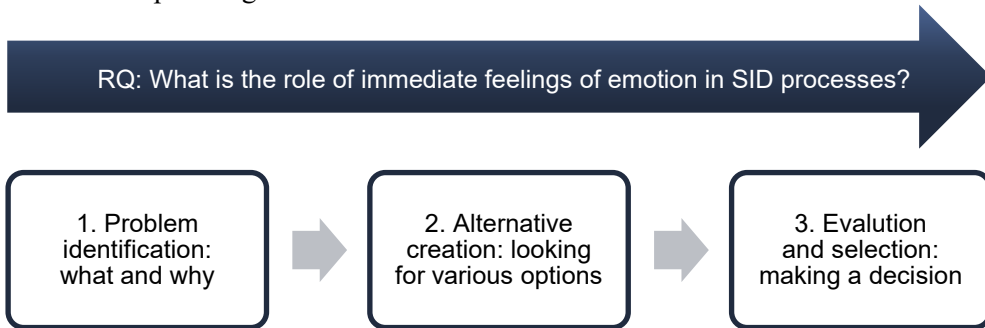 RQ: What is the role of immediate feelings of emotion in SID processes?
1. Problem
identification:
what and why
2. Alternative
creation: looking
for various options
3. Evalution
and selection:
making a decision